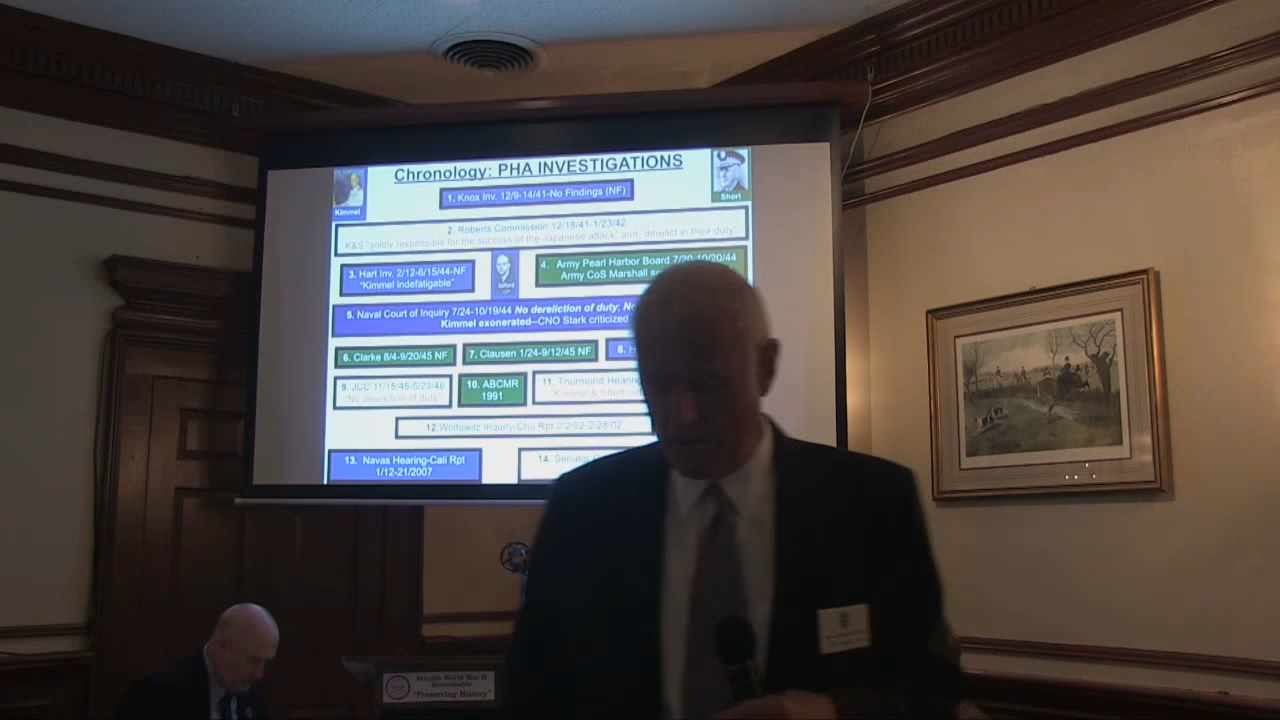 Chronology: PHA INVESTIGATIONS
Kimmel
Short
1. Knox Inv. 12/9-14/41-No Findings (NF)
2. Roberts Commission 12/18/41-1/23/42
K&S "solely responsible for the success of the Japanese attack" and "derelict in their duty"
3. Hart Inv. 2/12-6/15/44-NF
"Kimmel indefatigable"
Safford
4. Army Pearl Harbor Board 7/20-10/20/44
Army CoS Marshall
5. Naval Court of Inquiry 7/24-10/19/44 No dereliction of duty;
Kimmel exonerated–CNO Stark criticized
6. Clarke 8/4-9/20/45 NF
7. Clausen 1/24-9/12/45 NF
8.
9. JCC 11/15/45-5/23/46
"No dereliction of duty
10. ABCMR
1991
11. Thurmond Hearing
Kimmel & Short
12. Wolfowitz Inquiry-Chu Rpt 2/2/02-2/28/02
13. Navas Hearing-Cali Rpt
1/12-21/2007
14. Senator
Atlanta World War II
Roundtable
"Preserving History"